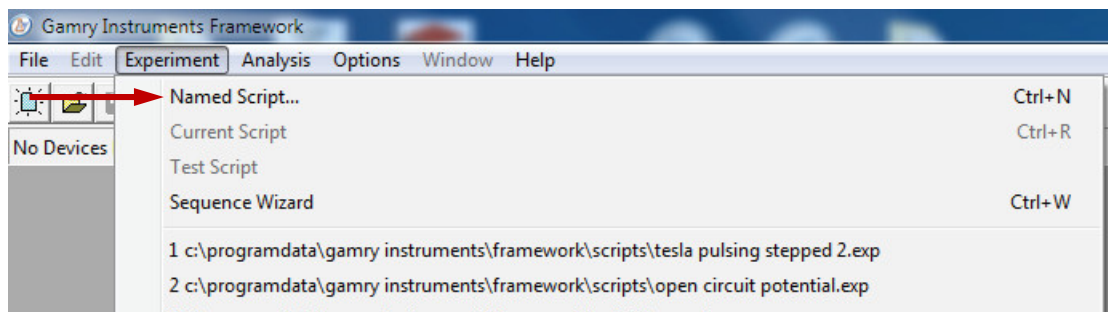 Gamry Instruments Framework
File Edit Experiment Analysis Options Window Help
Named Script... Ctrl+N
Current Script Ctrl+R
No Devices
Test Script
Sequence Wizard Ctrl+W
1 c:\programdata\gamry instruments\framework\scripts\tesla pulsing stepped 2.exp
2 c:\programdata\gamry instruments\framework\scripts\open circuit potential.exp